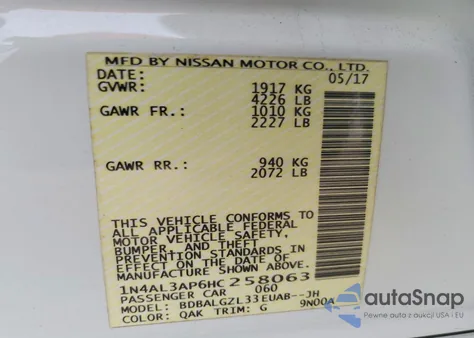 MFD BY NISSAN MOTOR CO., LTD.
DATE: 05/17
GVWR: 1917 KG
4226 LB
GAWR FR.: 1010 KG
2227 LB
GAWR RR.: 940 KG
2072 LB
THIS VEHICLE CONFORMS TO
ALL APPLICABLE FEDERAL
MOTOR VEHICLE SAFETY,
BUMPER, AND THEFT
PREVENTION STANDARDS IN
EFFECT ON THE DATE OF
MANUFACTURE SHOWN ABOVE.
1N4AL3AP6HC258063
PASSENGER CAR 060
MODEL: BDBALGZL33EUAB--JH
COLOR: QAK TRIM: G 9N00A
autoSnap
Pewne auta z aukcji USA i EU